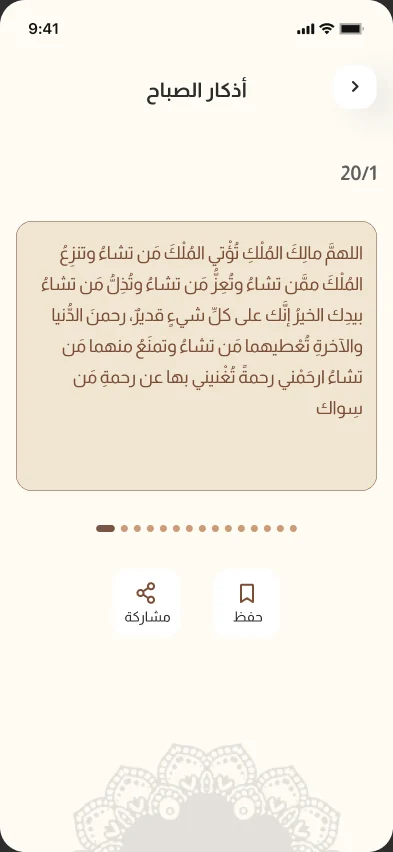 9:41
أذكار الصباح
20/1
اللهمَّ مالِكَ المُلْكِ تُؤْتي المُلْكَ مَن تشاءُ وتنزِعُ
المُلْكَ ممَّن تشاءُ وتُعِزُّ مَن تشاءُ وتُذِلُّ مَن تشاءُ
بيدِك الخيرُ إنَّك على كلِّ شيءٍ قديرٌ، رحمنَ الدُّنيا
والآخرةِ تُعْطيهما مَن تشاءُ وتمنَعُ منهما مَن
تشاءُ ارحَمْني رحمةً تُغْنيني بها عن رحمةِ مَن
سِواك
حفظ
مشاركة